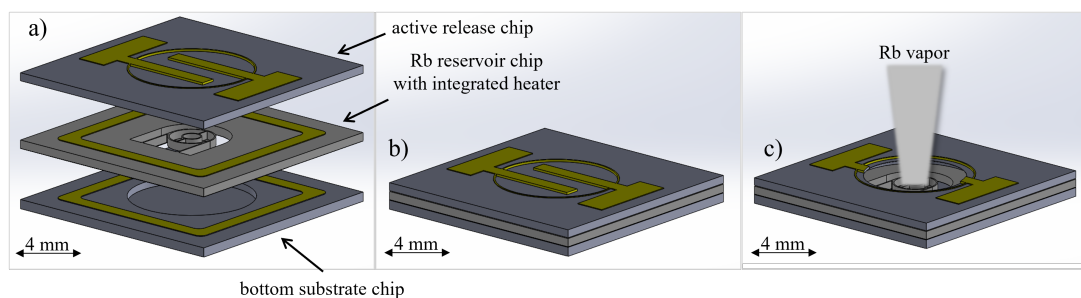 a)
active release chip
Rb reservoir chip
with integrated heater
4 mm
bottom substrate chip
b)
4 mm
c)
Rb vapor
4 mm